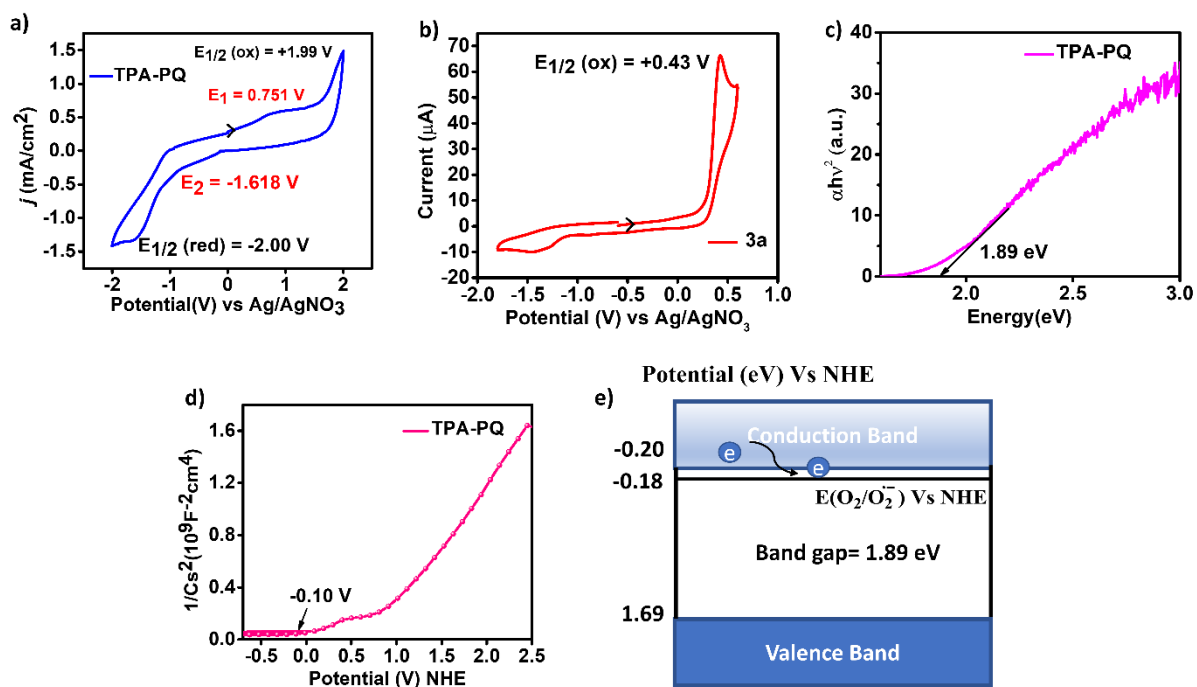 a)
E1/2 (ox) = +1.99 V
TPA-PQ
E1 = 0.751 V
E2 = -1.618 V
E1/2 (red) = -2.00 V
j (mA/cm2)
1.5
1.0
0.5
0.0
-0.5
-1.0
-1.5
-2 -1 0 1 2
Potential(V) vs Ag/AgNO3
b)
E1/2 (ox) = +0.43 V
3a
Current (μA)
70
60
50
40
30
20
10
0
-10
-20
-1.5 -1.0 -0.5 0.0 0.5 1.0
Potential (V) vs Ag/AgNO3
c)
TPA-PQ
1.89 eV
αhν2 (a.u.)
40
30
20
10
0
2.0 2.5 3.0
Energy(eV)
d)
TPA-PQ
-0.10 V
1/Cs2(109F-2cm4)
1.6
1.2
0.8
0.4
0.0
-0.5 0.0 0.5 1.0 1.5 2.0 2.5
Potential (V) NHE
e)
Potential (eV) Vs NHE
Conduction Band
-0.20
e
e
-0.18
E(O2/O2·−) Vs NHE
Band gap= 1.89 eV
1.69
Valence Band